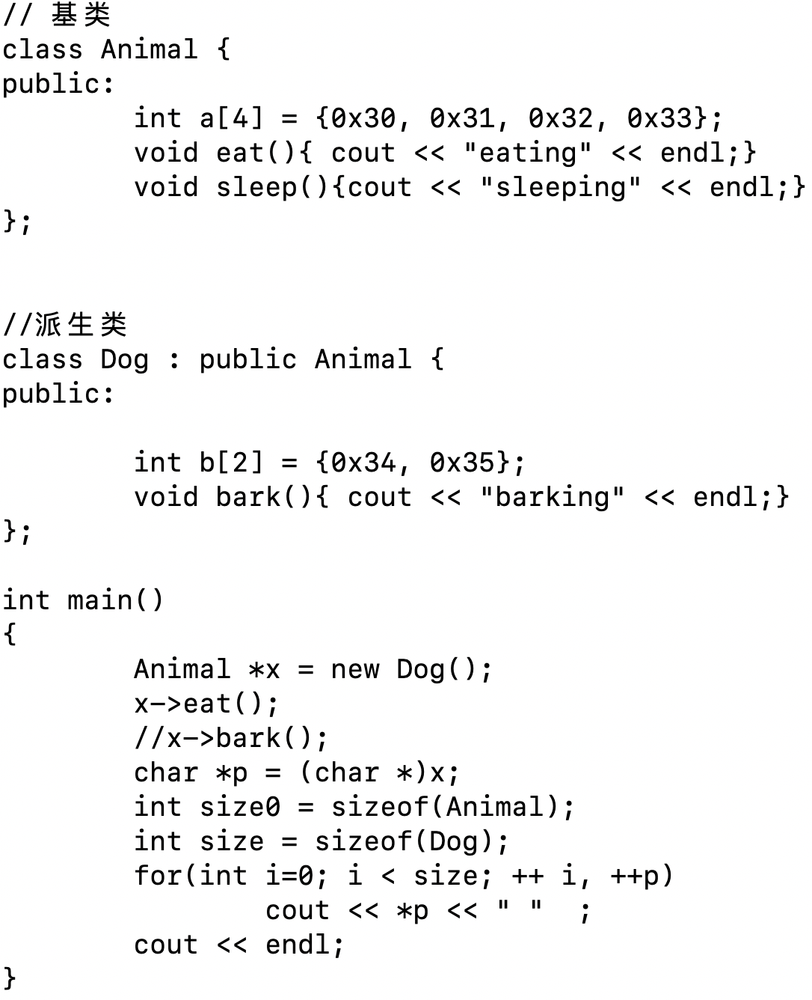 // 基类
class Animal {
public:
        int a[4] = {0x30, 0x31, 0x32, 0x33};
        void eat(){ cout << "eating" << endl;}
        void sleep(){cout << "sleeping" << endl;}
};
//派生类
class Dog : public Animal {
public:
        int b[2] = {0x34, 0x35};
        void bark(){ cout << "barking" << endl;}
};
int main()
{
        Animal *x = new Dog();
        x->eat();
        //x->bark();
        char *p = (char *)x;
        int size0 = sizeof(Animal);
        int size = sizeof(Dog);
        for(int i=0; i < size; ++ i, ++p)
                cout << *p << " "  ;
        cout << endl;
}